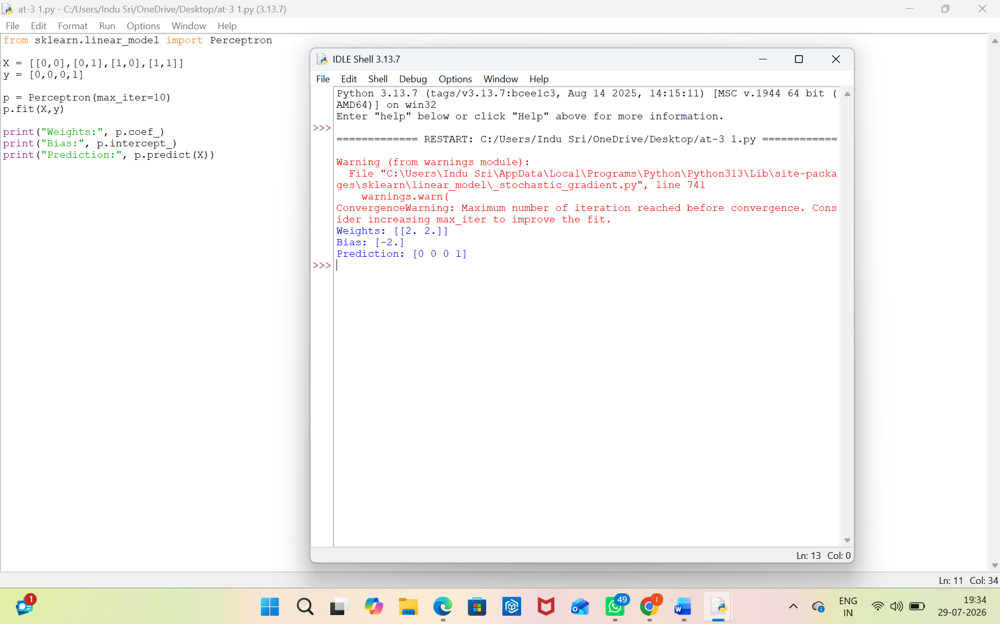 at-3 1.py - C:/Users/Indu Sri/OneDrive/Desktop/at-3 1.py (3.13.7)
File Edit Format Run Options Window Help
from sklearn.linear_model import Perceptron
X = [[0,0],[0,1],[1,0],[1,1]]
y = [0,0,0,1]
p = Perceptron(max_iter=10)
p.fit(X,y)
print("Weights:", p.coef_)
print("Bias:", p.intercept_)
print("Prediction:", p.predict(X))
IDLE Shell 3.13.7
File Edit Shell Debug Options Window Help
Python 3.13.7 (tags/v3.13.7:bcee1c3, Aug 14 2025, 14:15:11) [MSC v.1944 64 bit (
AMD64)] on win32
Enter "help" below or click "Help" above for more information.
>>>
============= RESTART: C:/Users/Indu Sri/OneDrive/Desktop/at-3 1.py ============
Warning (from warnings module):
File "C:\Users\Indu Sri\AppData\Local\Programs\Python\Python313\Lib\site-packa
ges\sklearn\linear_model\_stochastic_gradient.py", line 741
warnings.warn(
ConvergenceWarning: Maximum number of iteration reached before convergence. Cons
ider increasing max_iter to improve the fit.
Weights: [[2. 2.]]
Bias: [-2.]
Prediction: [0 0 0 1]
>>>
Ln: 13 Col: 0
Ln: 11 Col: 34
1
49
ENG
IN
19:34
29-07-2026